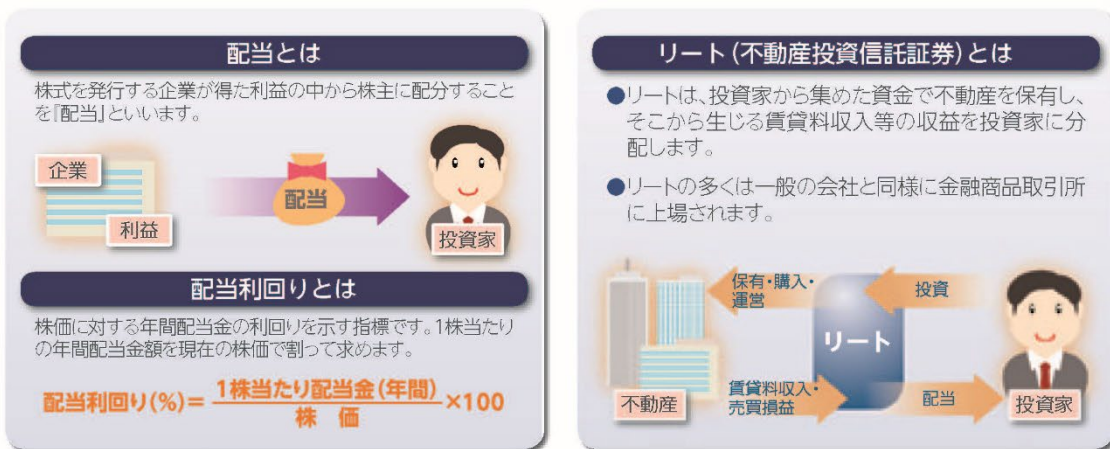 配当とは
株式を発行する企業が得た利益の中から株主に配分すること
を『配当』といいます。
企業
利益
配当
投資家
配当利回りとは
株価に対する年間配当金の利回りを示す指標です。1株当たり
の年間配当金額を現在の株価で割って求めます。
配当利回り(%)= 1株当たり配当金(年間) ×100
株 価
リート(不動産投資信託証券)とは
●リートは、投資家から集めた資金で不動産を保有し、
そこから生じる賃貸料収入等の収益を投資家に分
配します。
●リートの多くは一般の会社と同様に金融商品取引所
に上場されます。
保有・購入・
運営
投資
リート
不動産
賃貸料収入・
売買損益
配当
投資家